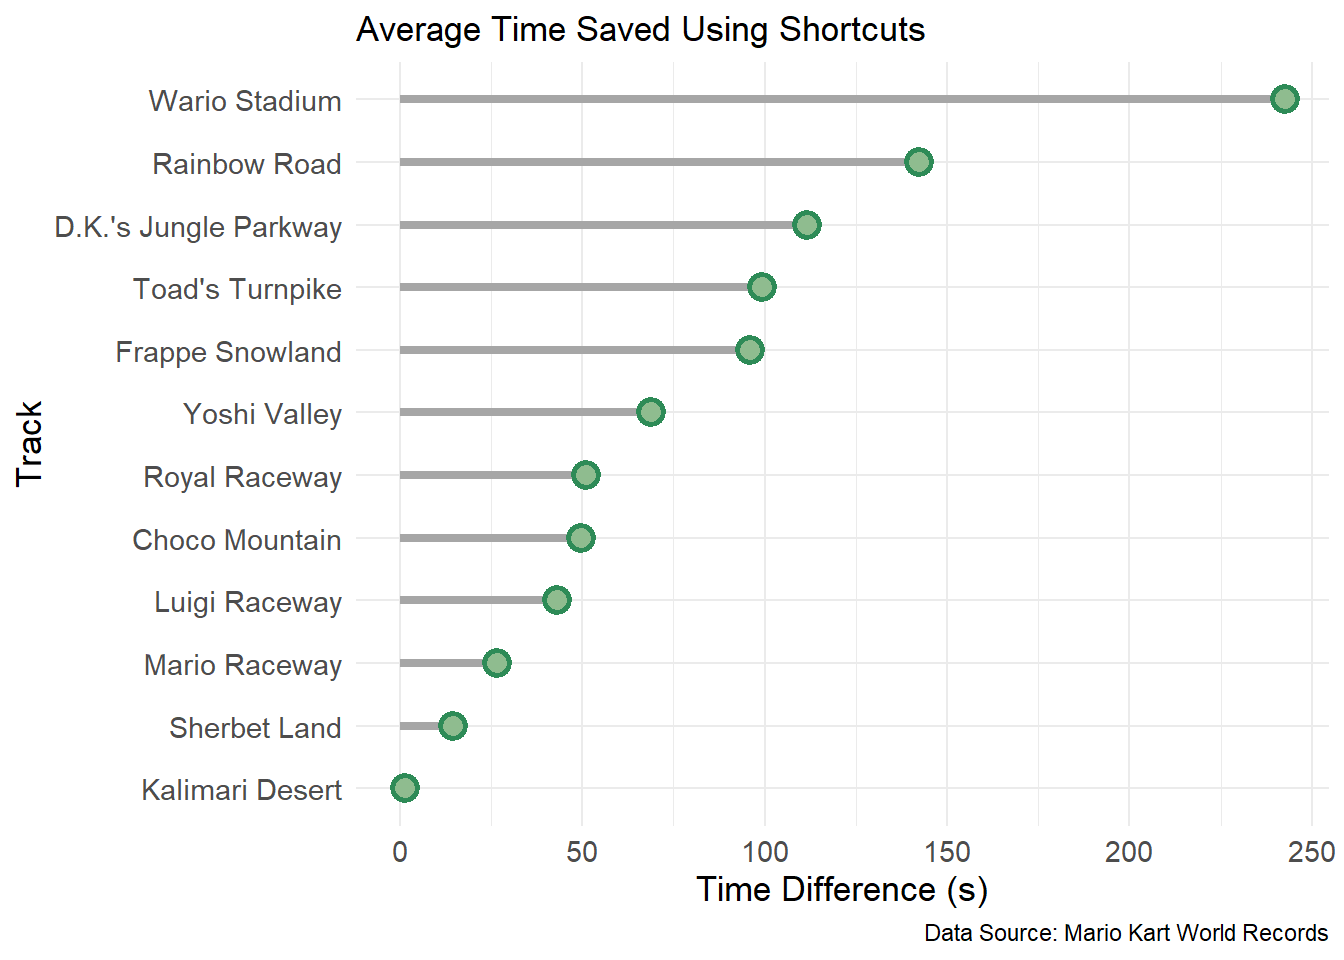 Average Time Saved Using Shortcuts
Track
Wario Stadium
Rainbow Road
D.K.'s Jungle Parkway
Toad's Turnpike
Frappe Snowland
Yoshi Valley
Royal Raceway
Choco Mountain
Luigi Raceway
Mario Raceway
Sherbet Land
Kalimari Desert
0 50 100 150 200 250
Time Difference (s)
Data Source: Mario Kart World Records